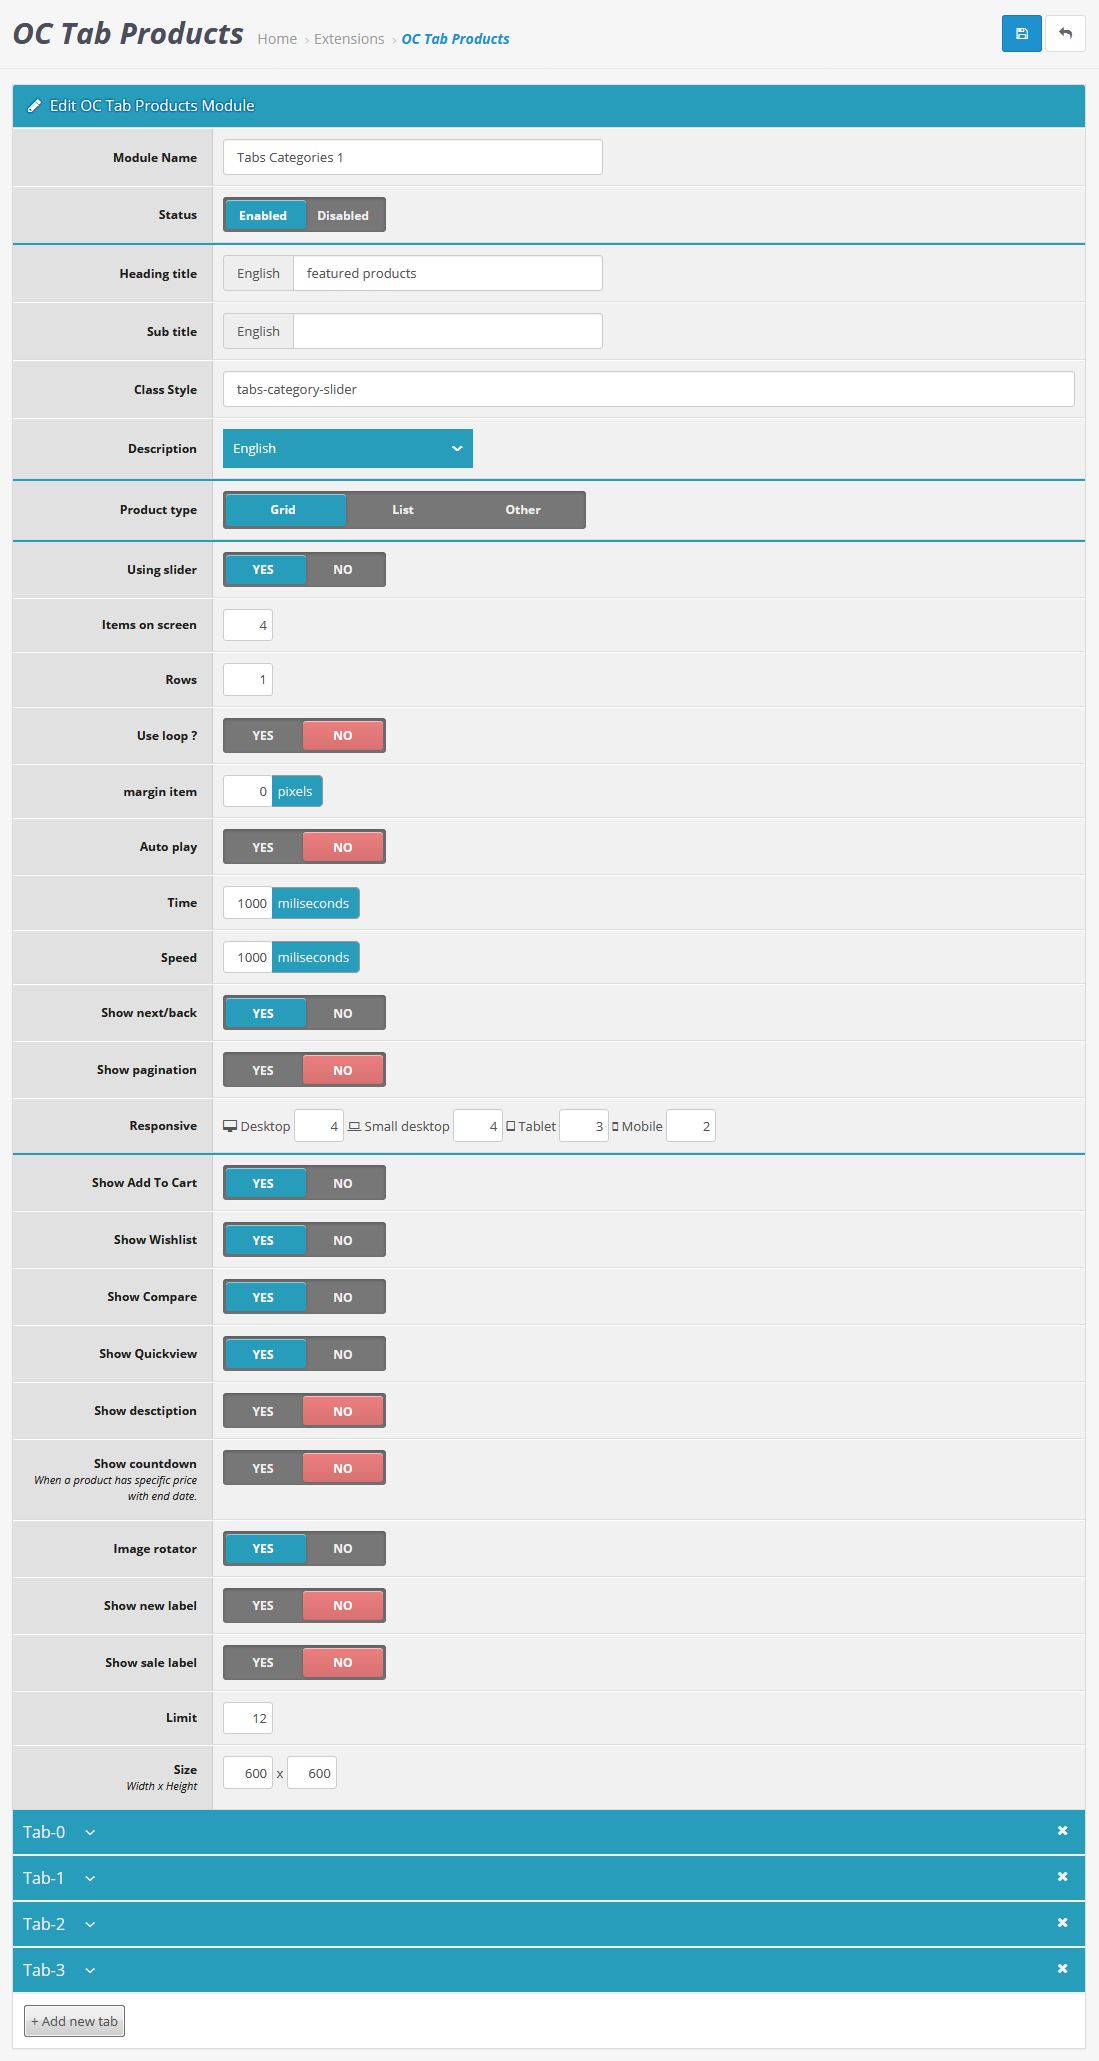 OC Tab Products
Home › Extensions › OC Tab Products
Edit OC Tab Products Module
Module Name Tabs Categories 1
Status Enabled Disabled
Heading title English featured products
Sub title English
Class Style tabs-category-slider
Description English
Product type Grid List Other
Using slider YES NO
Items on screen 4
Rows 1
Use loop ? YES NO
margin item 0 pixels
Auto play YES NO
Time 1000 miliseconds
Speed 1000 miliseconds
Show next/back YES NO
Show pagination YES NO
Responsive Desktop 4 Small desktop 4 Tablet 3 Mobile 2
Show Add To Cart YES NO
Show Wishlist YES NO
Show Compare YES NO
Show Quickview YES NO
Show desctiption YES NO
Show countdown YES NO
When a product has specific price
with end date.
Image rotator YES NO
Show new label YES NO
Show sale label YES NO
Limit 12
Size 600 x 600
Width x Height
Tab-0
Tab-1
Tab-2
Tab-3
+ Add new tab